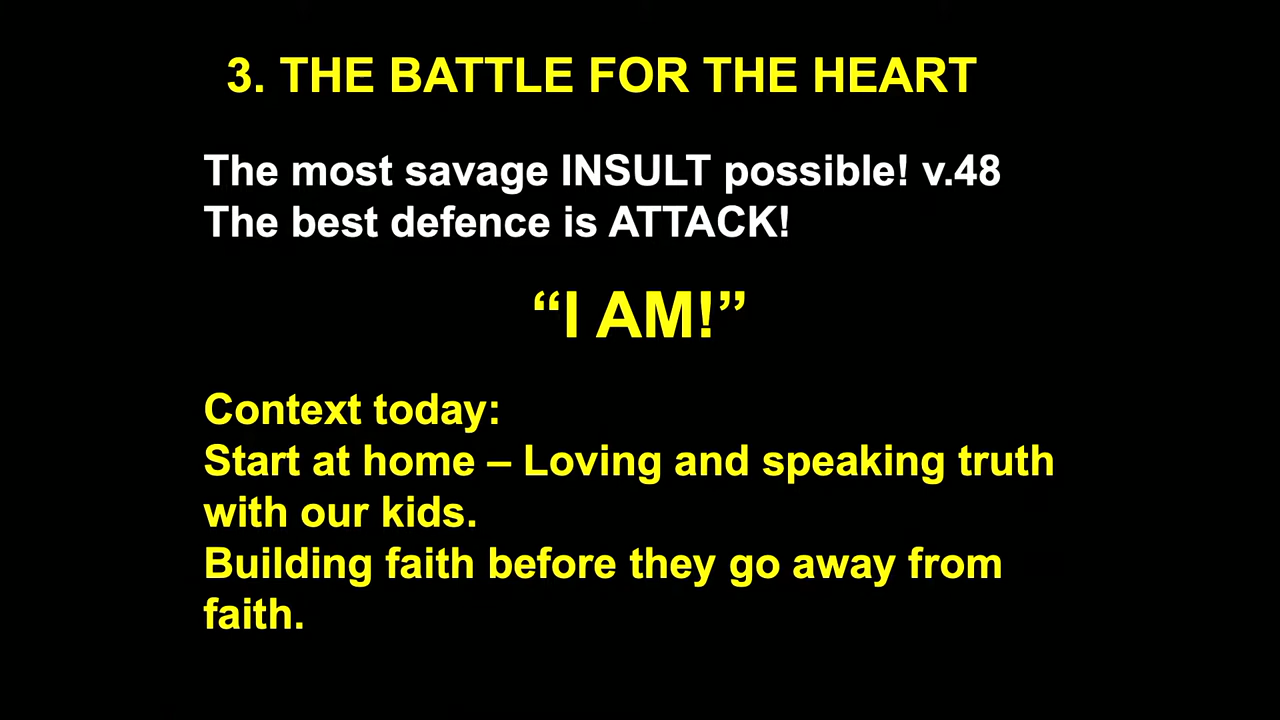 3. THE BATTLE FOR THE HEART
The most savage INSULT possible! v.48
The best defence is ATTACK!
“I AM!”
Context today:
Start at home – Loving and speaking truth
with our kids.
Building faith before they go away from
faith.